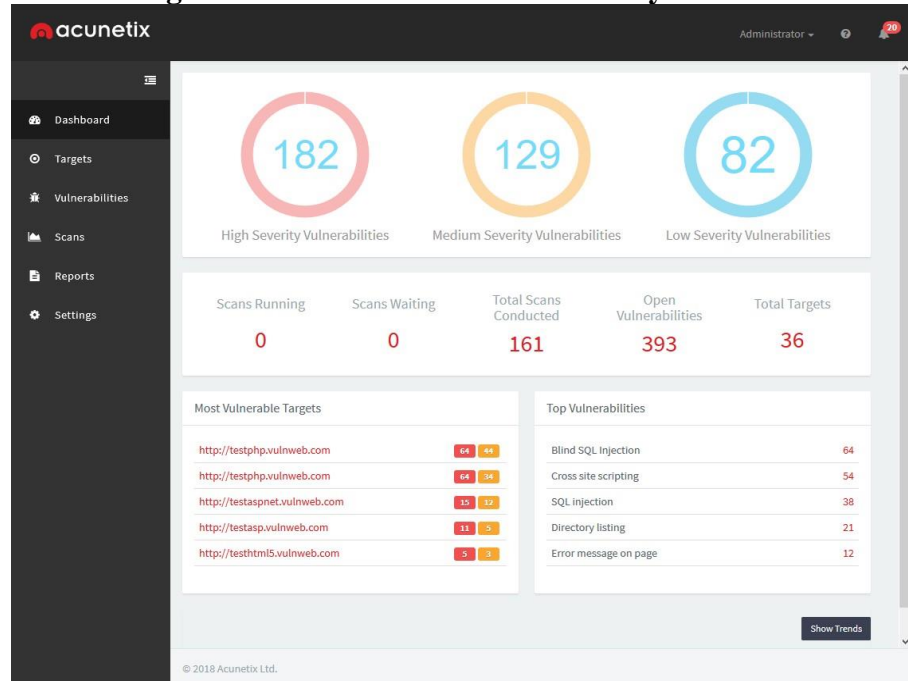 acunetix
Administrator
20
Dashboard
Targets
Vulnerabilities
Scans
Reports
Settings
182
High Severity Vulnerabilities
129
Medium Severity Vulnerabilities
82
Low Severity Vulnerabilities
Scans Running
0
Scans Waiting
0
Total Scans
Conducted
161
Open
Vulnerabilities
393
Total Targets
36
Most Vulnerable Targets
http://testphp.vulnweb.com 64 44
http://testphp.vulnweb.com 64 34
http://testaspnet.vulnweb.com 15 12
http://testasp.vulnweb.com 11 5
http://testhtml5.vulnweb.com 5 3
Top Vulnerabilities
Blind SQL Injection 64
Cross site scripting 54
SQL injection 38
Directory listing 21
Error message on page 12
Show Trends
© 2018 Acunetix Ltd.